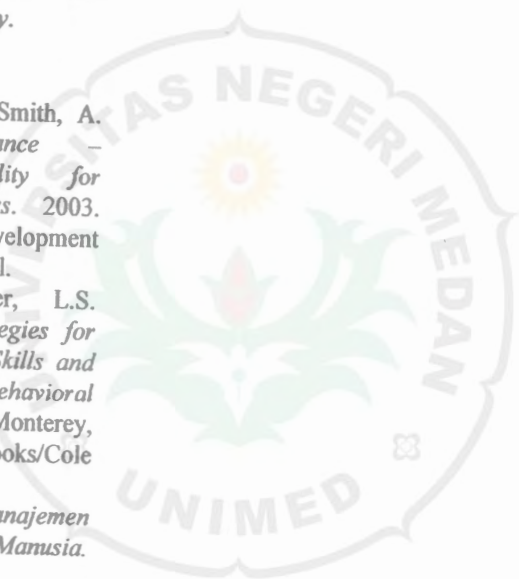 y.
Smith, A.
ance –
lity for
s. 2003.
velopment
l.
er, L.S.
egies for
Skills and
ehavioral
Monterey,
ooks/Cole
anajemen
Manusia.
UNIVERSITAS NEGERI MEDAN
UNIMED